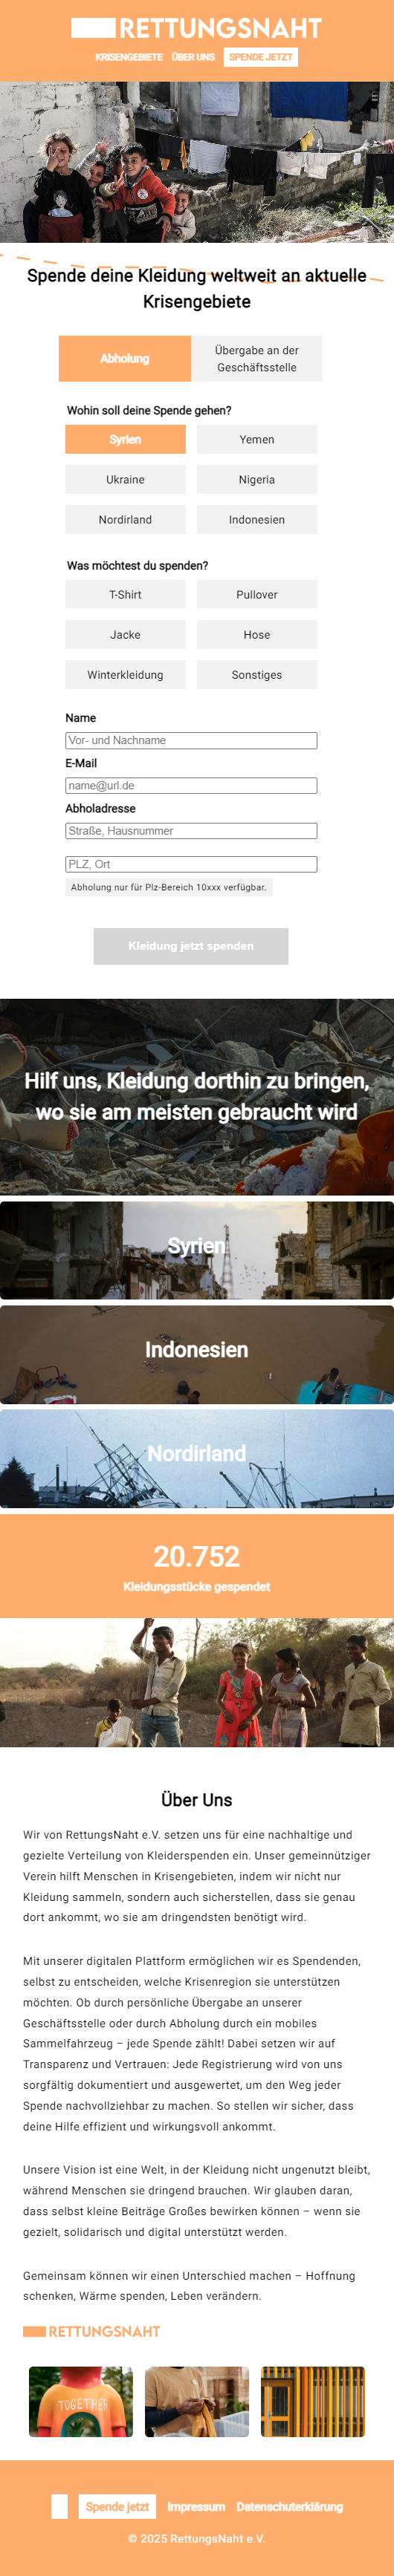 RETTUNGSNAHT
KRISENGEBIETE ÜBER UNS SPENDE JETZT
Spende deine Kleidung weltweit an aktuelle
Krisengebiete
Abholung
Übergabe an der
Geschäftsstelle
Wohin soll deine Spende gehen?
Syrien
Yemen
Ukraine
Nigeria
Nordirland
Indonesien
Was möchtest du spenden?
T-Shirt
Pullover
Jacke
Hose
Winterkleidung
Sonstiges
Name
Vor- und Nachname
E-Mail
name@url.de
Abholadresse
Straße, Hausnummer
PLZ, Ort
Abholung nur für Plz-Bereich 10xxx verfügbar.
Kleidung jetzt spenden
Hilf uns, Kleidung dorthin zu bringen,
wo sie am meisten gebraucht wird
Syrien
Indonesien
Nordirland
20.752
Kleidungsstücke gespendet
Über Uns
Wir von RettungsNaht e.V. setzen uns für eine nachhaltige und
gezielte Verteilung von Kleiderspenden ein. Unser gemeinnütziger
Verein hilft Menschen in Krisengebieten, indem wir nicht nur
Kleidung sammeln, sondern auch sicherstellen, dass sie genau
dort ankommt, wo sie am dringendsten benötigt wird.
Mit unserer digitalen Plattform ermöglichen wir es Spendenden,
selbst zu entscheiden, welche Krisenregion sie unterstützen
möchten. Ob durch persönliche Übergabe an unserer
Geschäftsstelle oder durch Abholung durch ein mobiles
Sammelfahrzeug – jede Spende zählt! Dabei setzen wir auf
Transparenz und Vertrauen: Jede Registrierung wird von uns
sorgfältig dokumentiert und ausgewertet, um den Weg jeder
Spende nachvollziehbar zu machen. So stellen wir sicher, dass
deine Hilfe effizient und wirkungsvoll ankommt.
Unsere Vision ist eine Welt, in der Kleidung nicht ungenutzt bleibt,
während Menschen sie dringend brauchen. Wir glauben daran,
dass selbst kleine Beiträge Großes bewirken können – wenn sie
gezielt, solidarisch und digital unterstützt werden.
Gemeinsam können wir einen Unterschied machen – Hoffnung
schenken, Wärme spenden, Leben verändern.
RETTUNGSNAHT
TOGETHER
Spende jetzt Impressum Datenschuterklärung
© 2025 RettungsNaht e.V.